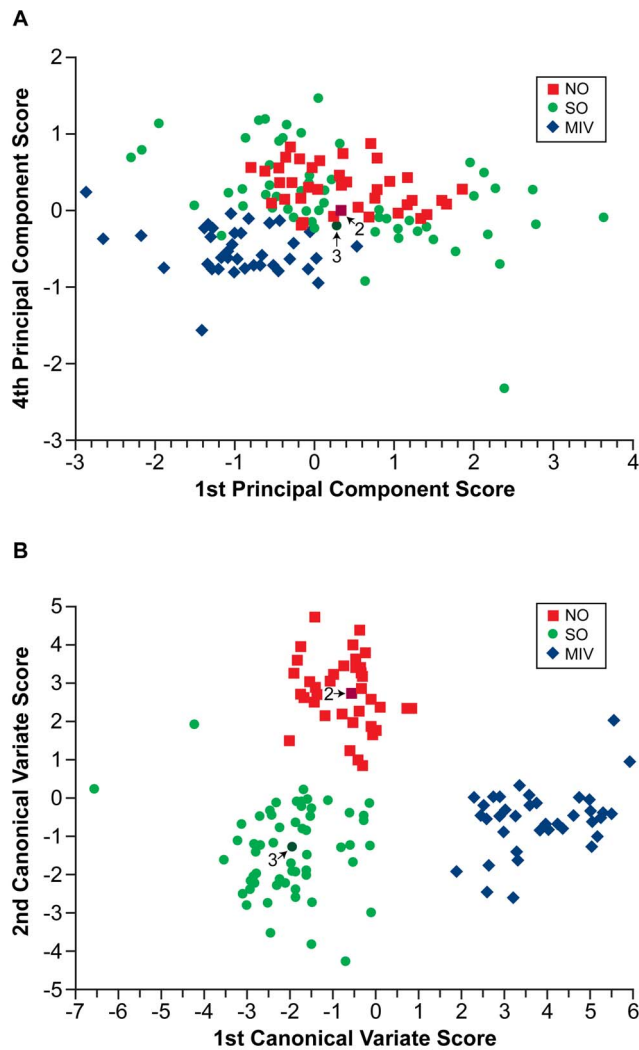 A
4th Principal Component Score
2
1
0
-1
-2
-3
-3 -2 -1 0 1 2 3 4
1st Principal Component Score
NO
SO
MIV
2
3
B
2nd Canonical Variate Score
5
4
3
2
1
0
-1
-2
-3
-4
-5
-7 -6 -5 -4 -3 -2 -1 0 1 2 3 4 5 6
1st Canonical Variate Score
NO
SO
MIV
2
3